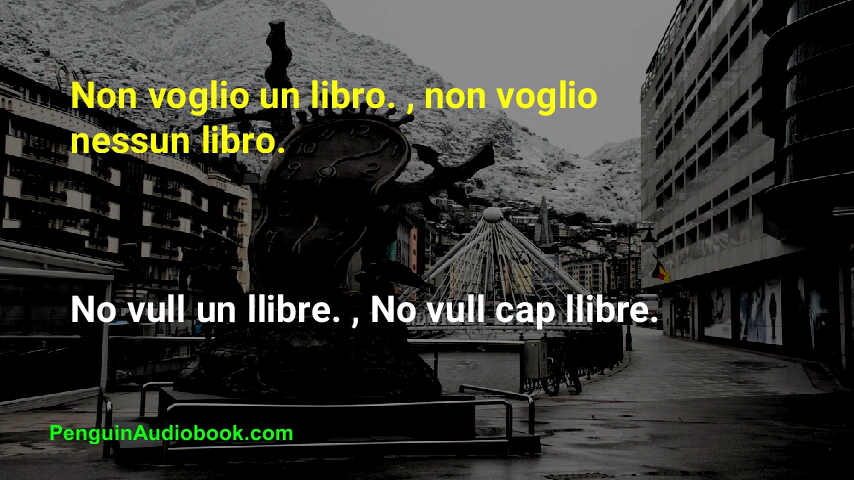 Non voglio un libro. , non voglio
nessun libro.
No vull un llibre. , No vull cap llibre.
PenguinAudiobook.com